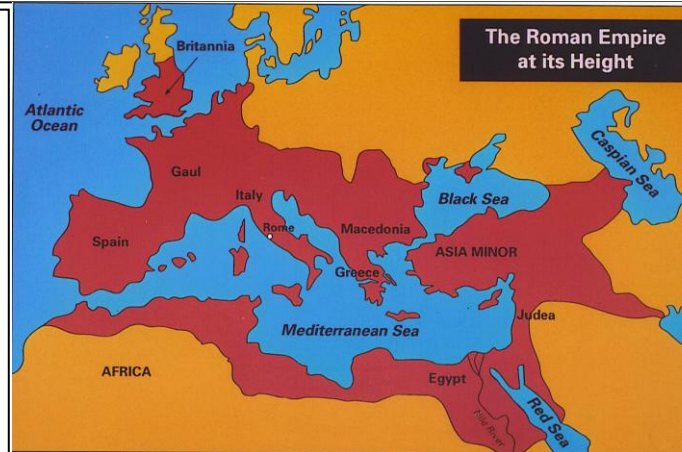 The Roman Empire
at its Height
Britannia
Atlantic
Ocean
Caspian Sea
Gaul
Italy
Black Sea
Rome
Macedonia
Spain
ASIA MINOR
Greece
Judea
Mediterranean Sea
AFRICA
Egypt
Nile River
Red Sea